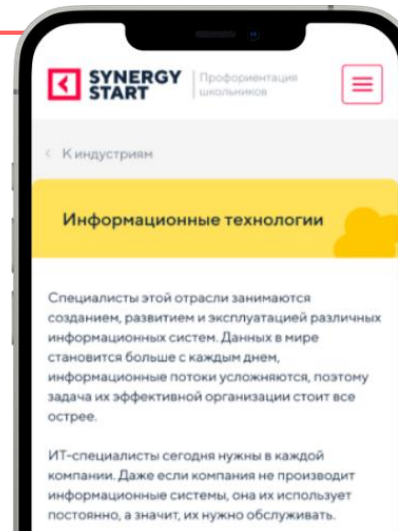 SYNERGY
START
Профориентация
школьников
К индустриям
Информационные технологии
Специалисты этой отрасли занимаются
созданием, развитием и эксплуатацией различных
информационных систем. Данных в мире
становится больше с каждым днем,
информационные потоки усложняются, поэтому
задача их эффективной организации стоит все
острее.
ИТ-специалисты сегодня нужны в каждой
компании. Даже если компания не производит
информационные системы, она их использует
постоянно, а значит, их нужно обслуживать.